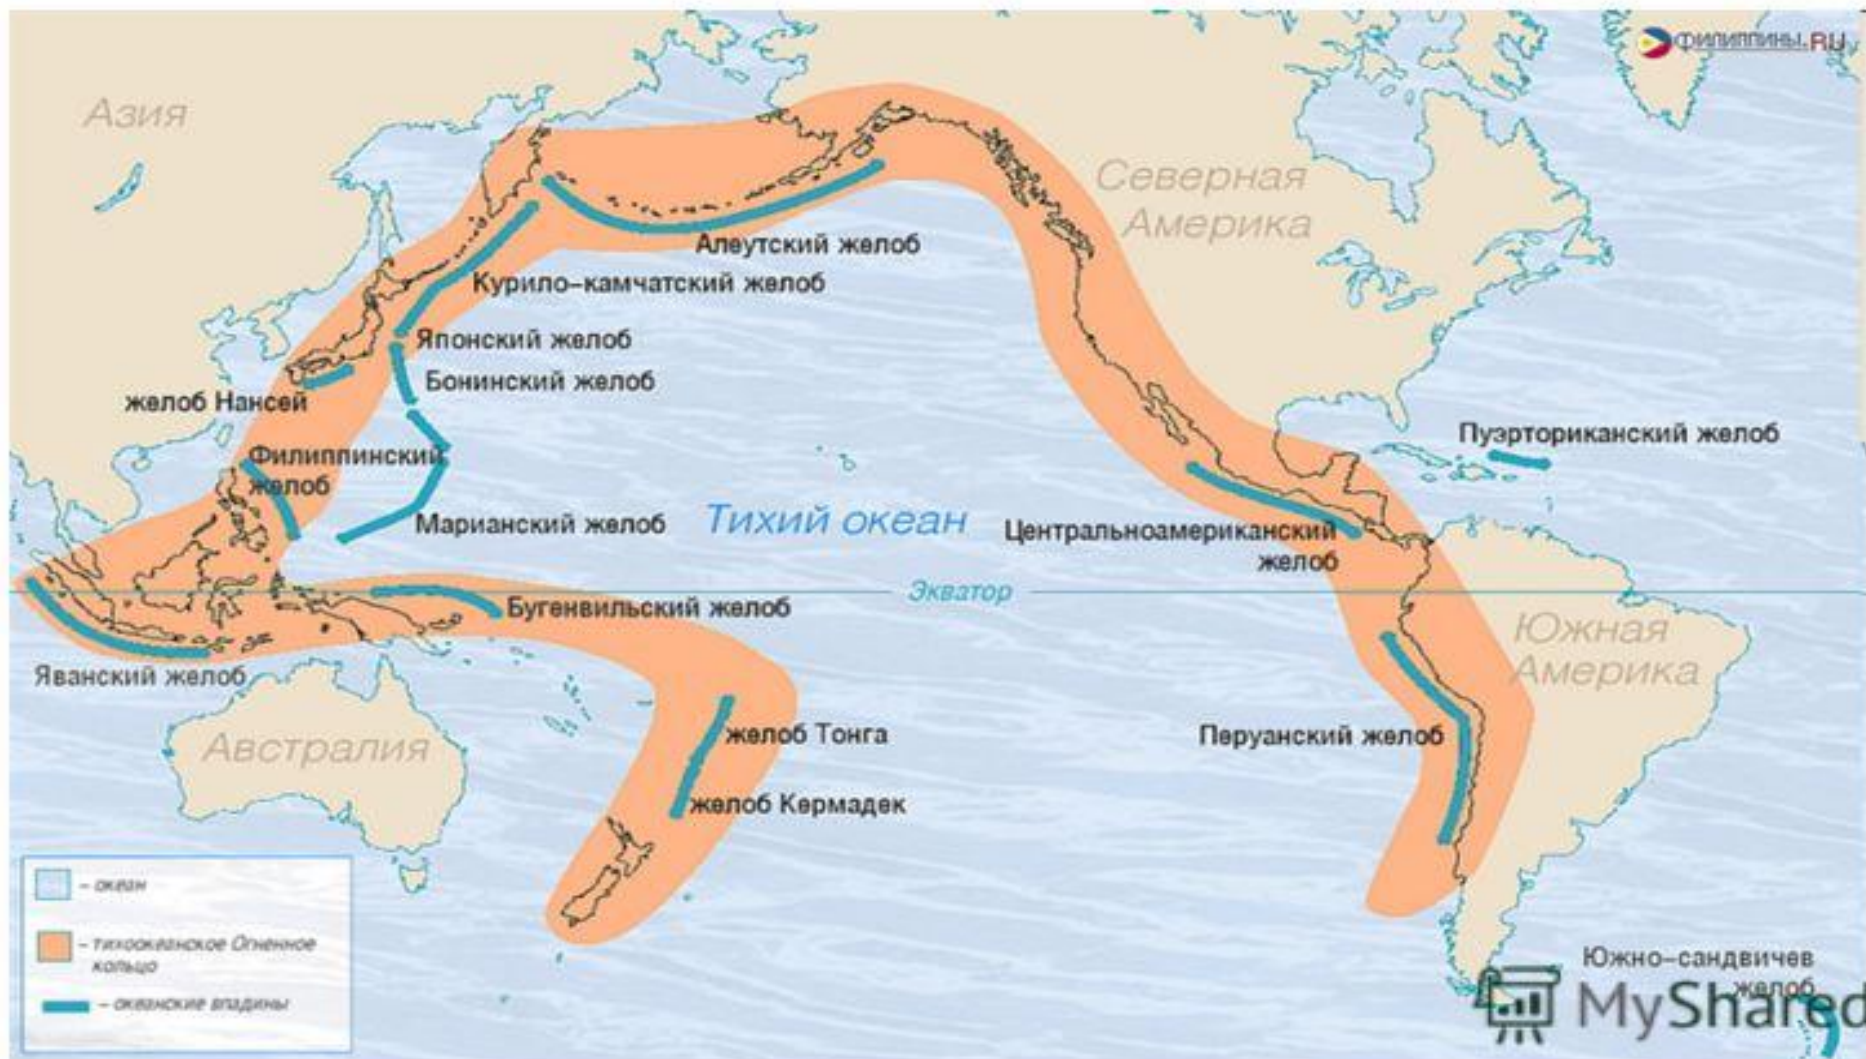 ФИЛИППИНЫ.RU
Азия
Северная
Америка
Алеутский желоб
Курило-камчатский желоб
Японский желоб
Бонинский желоб
желоб Нансей
Филиппинский
желоб
Пуэрториканский желоб
Марианский желоб
Тихий океан
Центральноамериканский
желоб
Экватор
Бугенвильский желоб
Южная
Америка
Яванский желоб
Австралия
желоб Тонга
Перуанский желоб
желоб Кермадек
– океан
– тихоокеанское Огненное
кольцо
– океанские впадины
Южно-сандвичев
желоб
MyShared